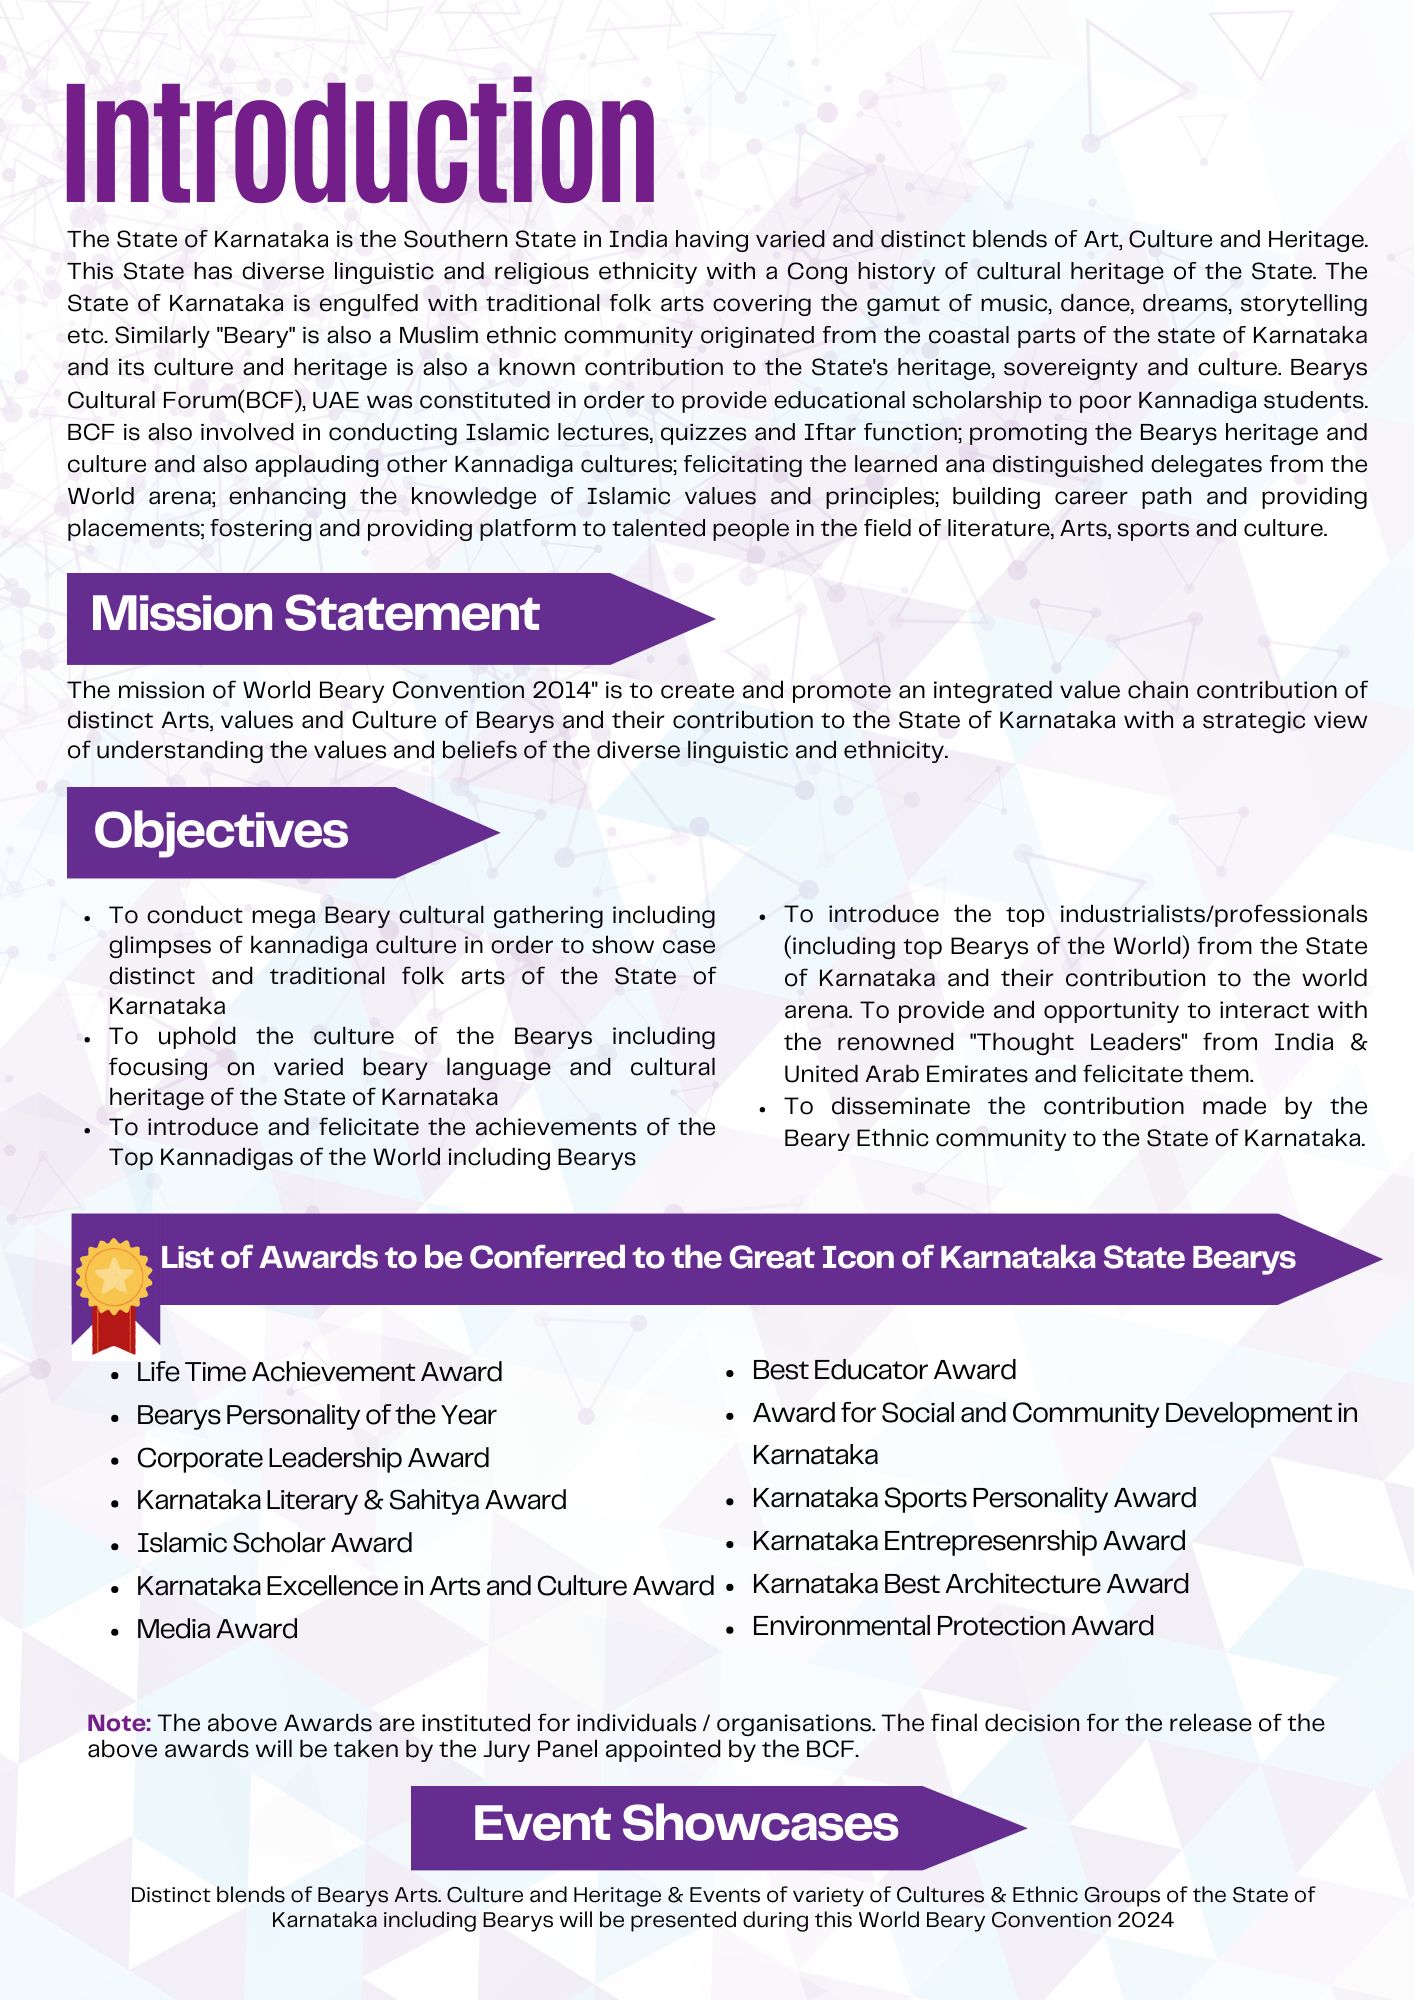 Introduction
The State of Karnataka is the Southern State in India having varied and distinct blends of Art, Culture and Heritage.
This State has diverse linguistic and religious ethnicity with a Cong history of cultural heritage of the State. The
State of Karnataka is engulfed with traditional folk arts covering the gamut of music, dance, dreams, storytelling
etc. Similarly "Beary" is also a Muslim ethnic community originated from the coastal parts of the state of Karnataka
and its culture and heritage is also a known contribution to the State's heritage, sovereignty and culture. Bearys
Cultural Forum(BCF), UAE was constituted in order to provide educational scholarship to poor Kannadiga students.
BCF is also involved in conducting Islamic lectures, quizzes and Iftar function; promoting the Bearys heritage and
culture and also applauding other Kannadiga cultures; felicitating the learned ana distinguished delegates from the
World arena; enhancing the knowledge of Islamic values and principles; building career path and providing
placements; fostering and providing platform to talented people in the field of literature, Arts, sports and culture.
Mission Statement
The mission of World Beary Convention 2014" is to create and promote an integrated value chain contribution of
distinct Arts, values and Culture of Bearys and their contribution to the State of Karnataka with a strategic view
of understanding the values and beliefs of the diverse linguistic and ethnicity.
Objectives
• To conduct mega Beary cultural gathering including
glimpses of kannadiga culture in order to show case
distinct and traditional folk arts of the State of
Karnataka
• To uphold the culture of the Bearys including
focusing on varied beary language and cultural
heritage of the State of Karnataka
• To introduce and felicitate the achievements of the
Top Kannadigas of the World including Bearys
• To introduce the top industrialists/professionals
(including top Bearys of the World) from the State
of Karnataka and their contribution to the world
arena. To provide and opportunity to interact with
the renowned "Thought Leaders" from India &
United Arab Emirates and felicitate them.
• To disseminate the contribution made by the
Beary Ethnic community to the State of Karnataka.
List of Awards to be Conferred to the Great Icon of Karnataka State Bearys
• Life Time Achievement Award
• Bearys Personality of the Year
• Corporate Leadership Award
• Karnataka Literary & Sahitya Award
• Islamic Scholar Award
• Karnataka Excellence in Arts and Culture Award
• Media Award
• Best Educator Award
• Award for Social and Community Development in
Karnataka
• Karnataka Sports Personality Award
• Karnataka Entrepresenrship Award
• Karnataka Best Architecture Award
• Environmental Protection Award
Note: The above Awards are instituted for individuals / organisations. The final decision for the release of the
above awards will be taken by the Jury Panel appointed by the BCF.
Event Showcases
Distinct blends of Bearys Arts. Culture and Heritage & Events of variety of Cultures & Ethnic Groups of the State of
Karnataka including Bearys will be presented during this World Beary Convention 2024